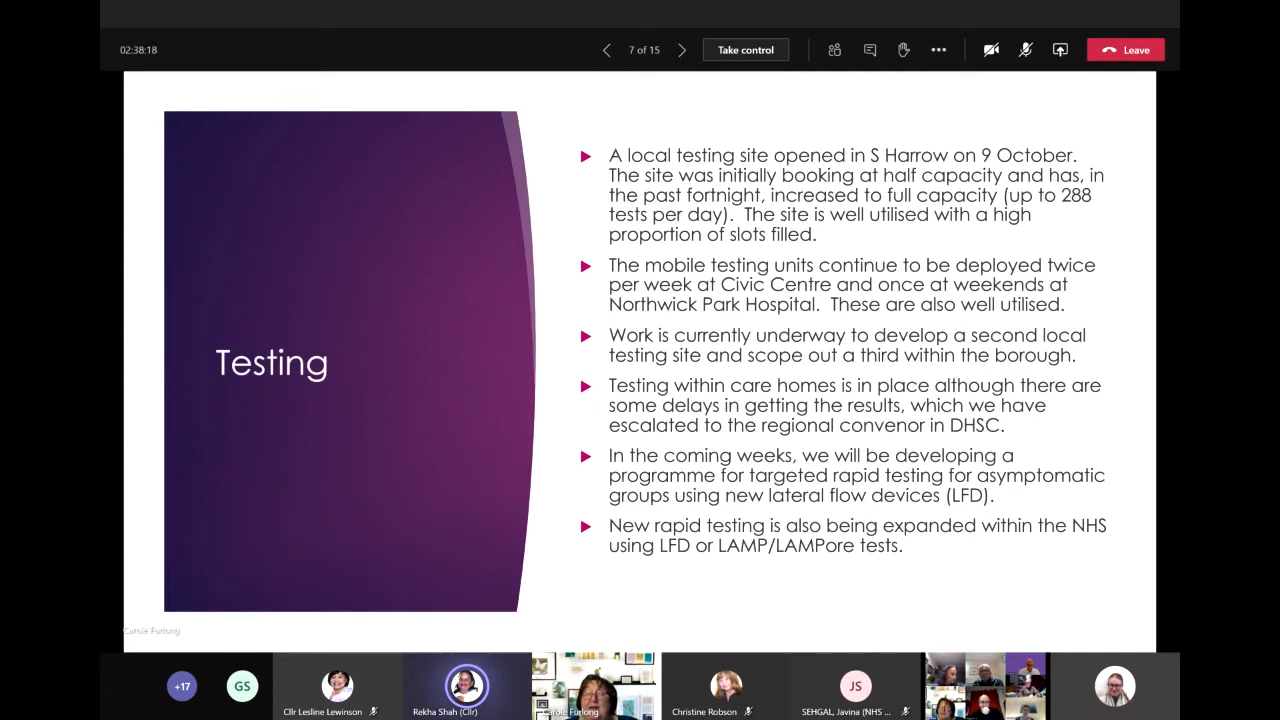 02:38:18
7 of 15
Take control
Leave
A local testing site opened in S Harrow on 9 October.
The site was initially booking at half capacity and has, in
the past fortnight, increased to full capacity (up to 288
tests per day). The site is well utilised with a high
proportion of slots filled.
The mobile testing units continue to be deployed twice
per week at Civic Centre and once at weekends at
Northwick Park Hospital. These are also well utilised.
Work is currently underway to develop a second local
testing site and scope out a third within the borough.
Testing
Testing within care homes is in place although there are
some delays in getting the results, which we have
escalated to the regional convenor in DHSC.
In the coming weeks, we will be developing a
programme for targeted rapid testing for asymptomatic
groups using new lateral flow devices (LFD).
New rapid testing is also being expanded within the NHS
using LFD or LAMP/LAMPore tests.
Carole Furlong
+17
GS
JS
Cllr Lesline Lewinson
Rekha Shah (Cllr)
Carole Furlong
Christine Robson
SEHGAL, Javina (NHS ...